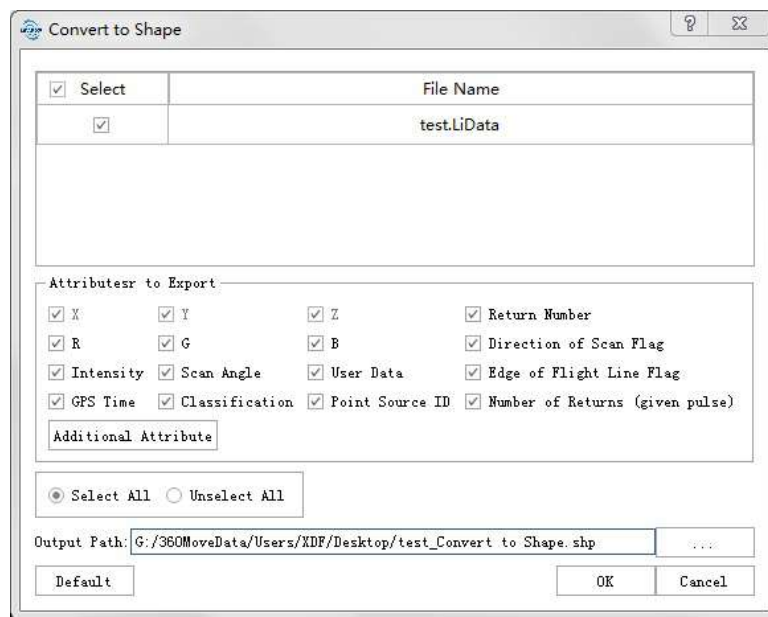 Convert to Shape
Select File Name
test.LiData
Attributesr to Export
X Y Z Return Number
R G B Direction of Scan Flag
Intensity Scan Angle User Data Edge of Flight Line Flag
GPS Time Classification Point Source ID Number of Returns (given pulse)
Additional Attribute
Select All Unselect All
Output Path: G:/360MoveData/Users/XDF/Desktop/test_Convert to Shape.shp ...
Default OK Cancel